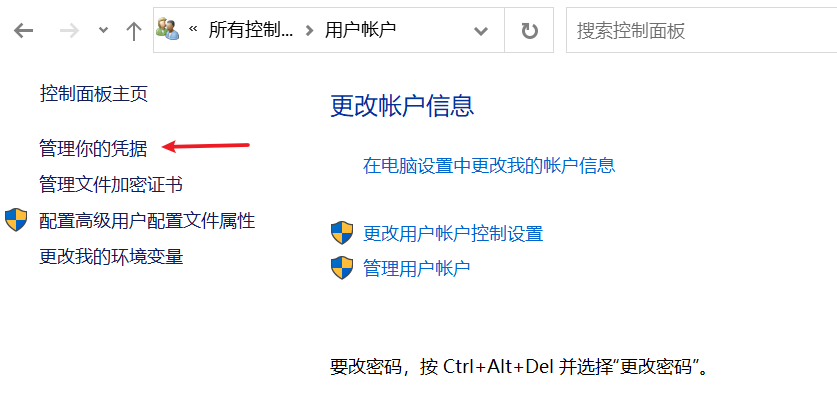 « 所有控制... > 用户帐户
搜索控制面板
控制面板主页
管理你的凭据
管理文件加密证书
配置高级用户配置文件属性
更改我的环境变量
更改帐户信息
在电脑设置中更改我的帐户信息
更改用户帐户控制设置
管理用户帐户
要改密码，按 Ctrl+Alt+Del 并选择“更改密码”。